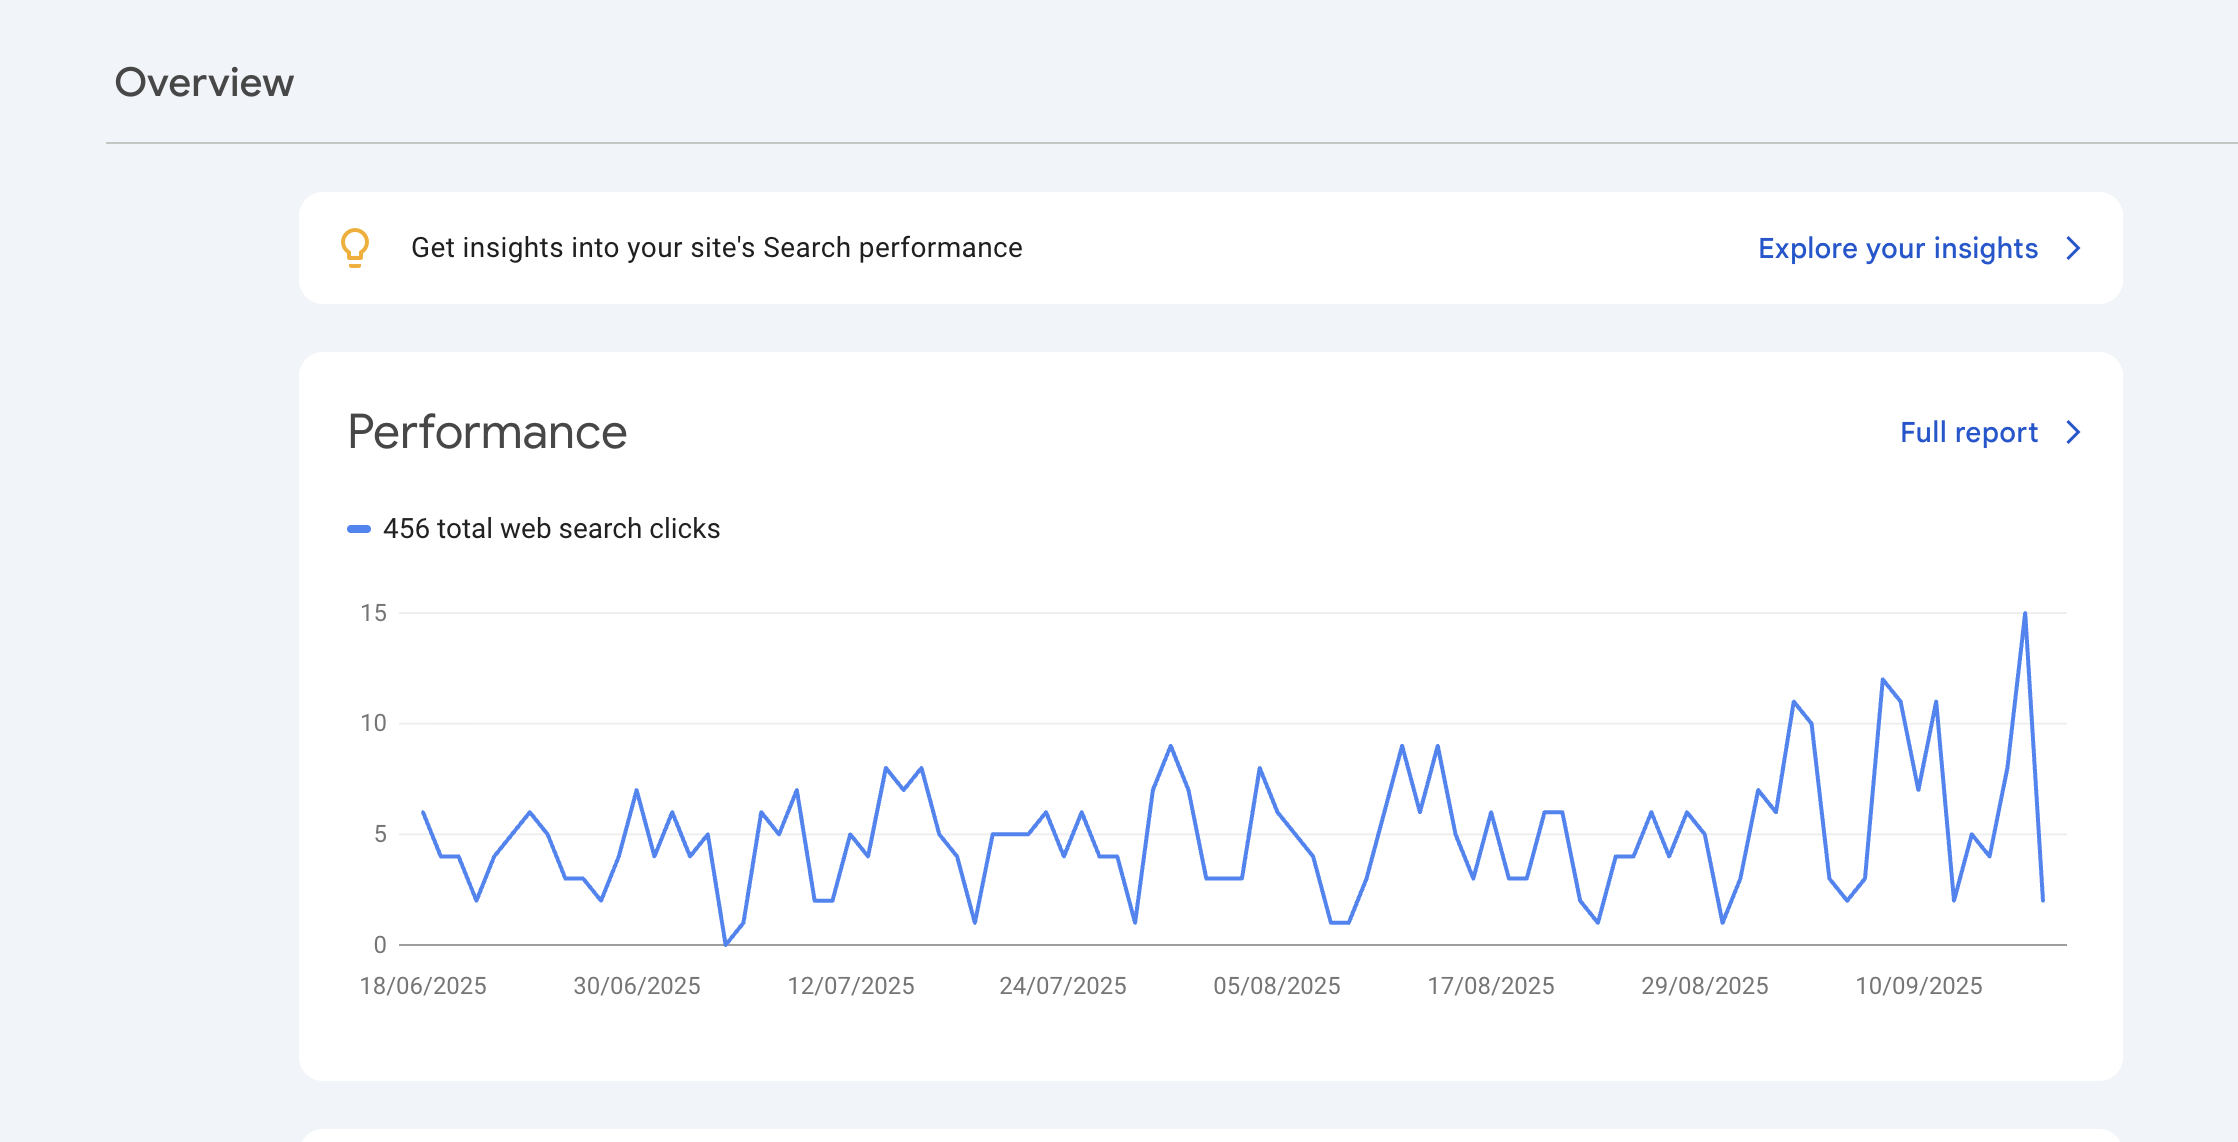 Overview
Get insights into your site's Search performance
Explore your insights
Performance
Full report
456 total web search clicks
15
10
5
0
18/06/2025 30/06/2025 12/07/2025 24/07/2025 05/08/2025 17/08/2025 29/08/2025 10/09/2025